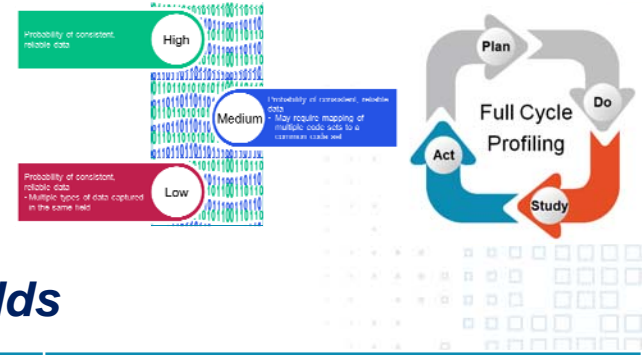 Probability of consistent,
reliable data
High
Probability of consistent, reliable
data
- May require mapping of
multiple code sets to a
common code set
Medium
Probability of consistent,
reliable data
- Multiple types of data captured
in the same field
Low
Plan
Do
Full Cycle
Profiling
Act
Study
lds